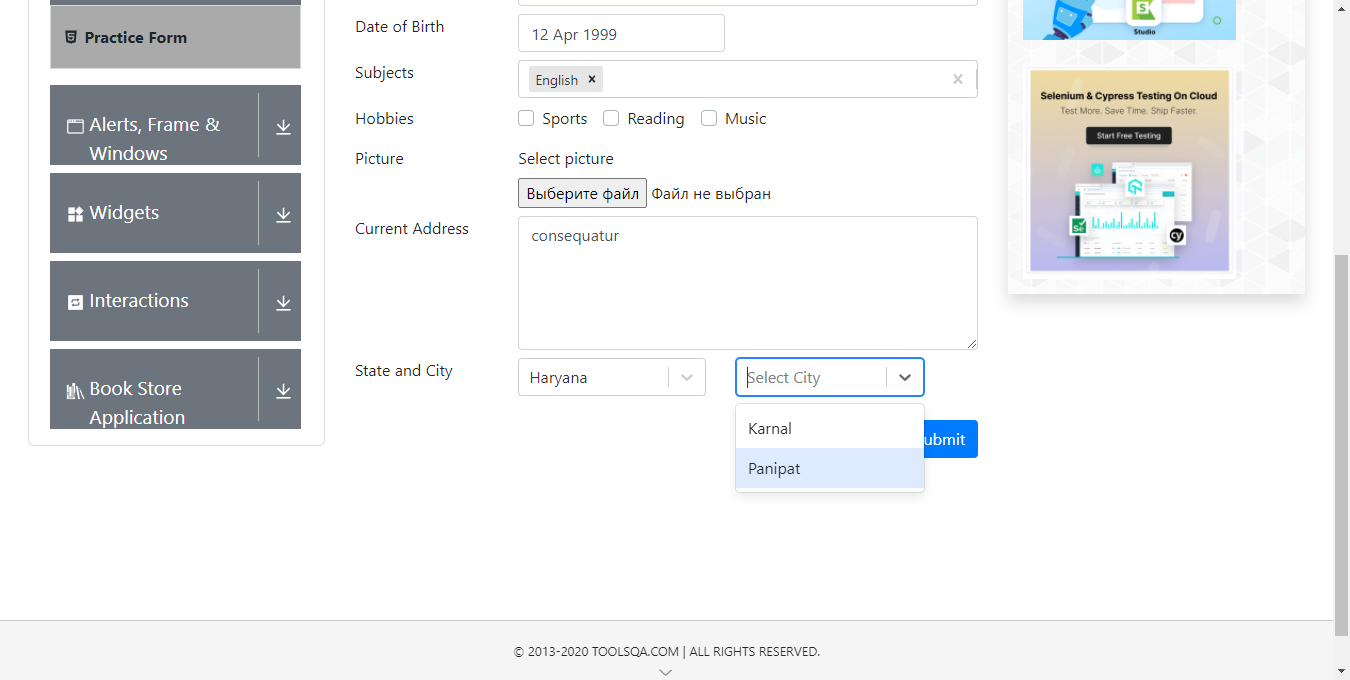 Practice Form
Alerts, Frame &
Windows
Widgets
Interactions
Book Store
Application
Date of Birth
12 Apr 1999
Subjects
English ×
Hobbies
Sports
Reading
Music
Picture
Select picture
Выберите файл Файл не выбран
Current Address
consequatur
State and City
Haryana
Select City
Karnal
Panipat
ubmit
Studio
Selenium & Cypress Testing On Cloud
Test More. Save Time. Ship Faster.
Start Free Testing
Se
cy
© 2013-2020 TOOLSQA.COM | ALL RIGHTS RESERVED.